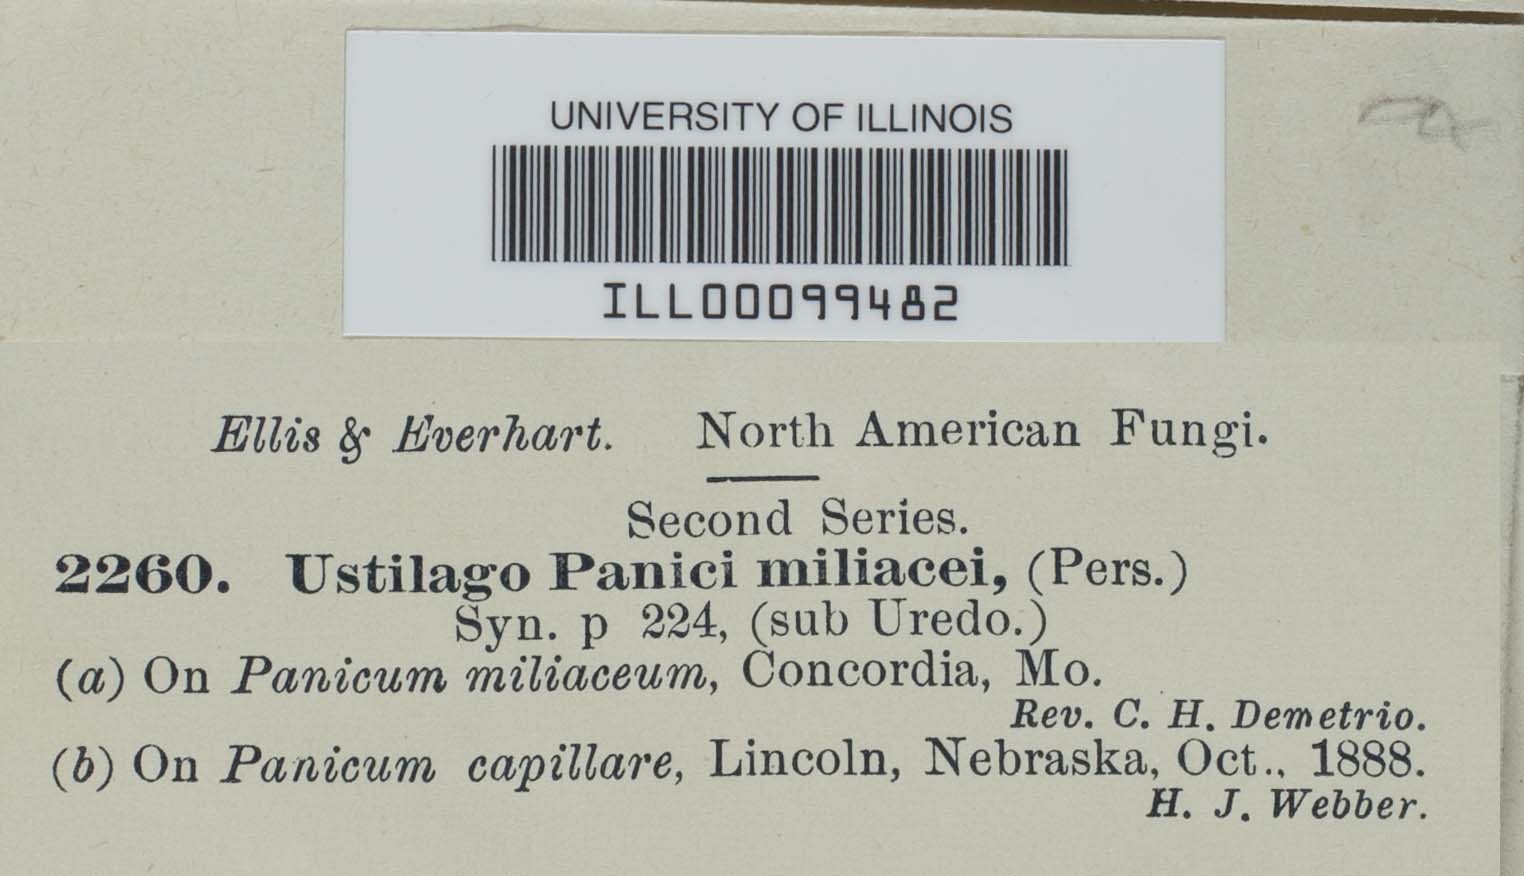 UNIVERSITY OF ILLINOIS
ILL00099482
Ellis & Everhart. North American Fungi.
Second Series.
2260. Ustilago Panici miliacei, (Pers.)
Syn. p 224, (sub Uredo.)
(a) On Panicum miliaceum, Concordia, Mo.
Rev. C. H. Demetrio.
(b) On Panicum capillare, Lincoln, Nebraska, Oct., 1888.
H. J. Webber.